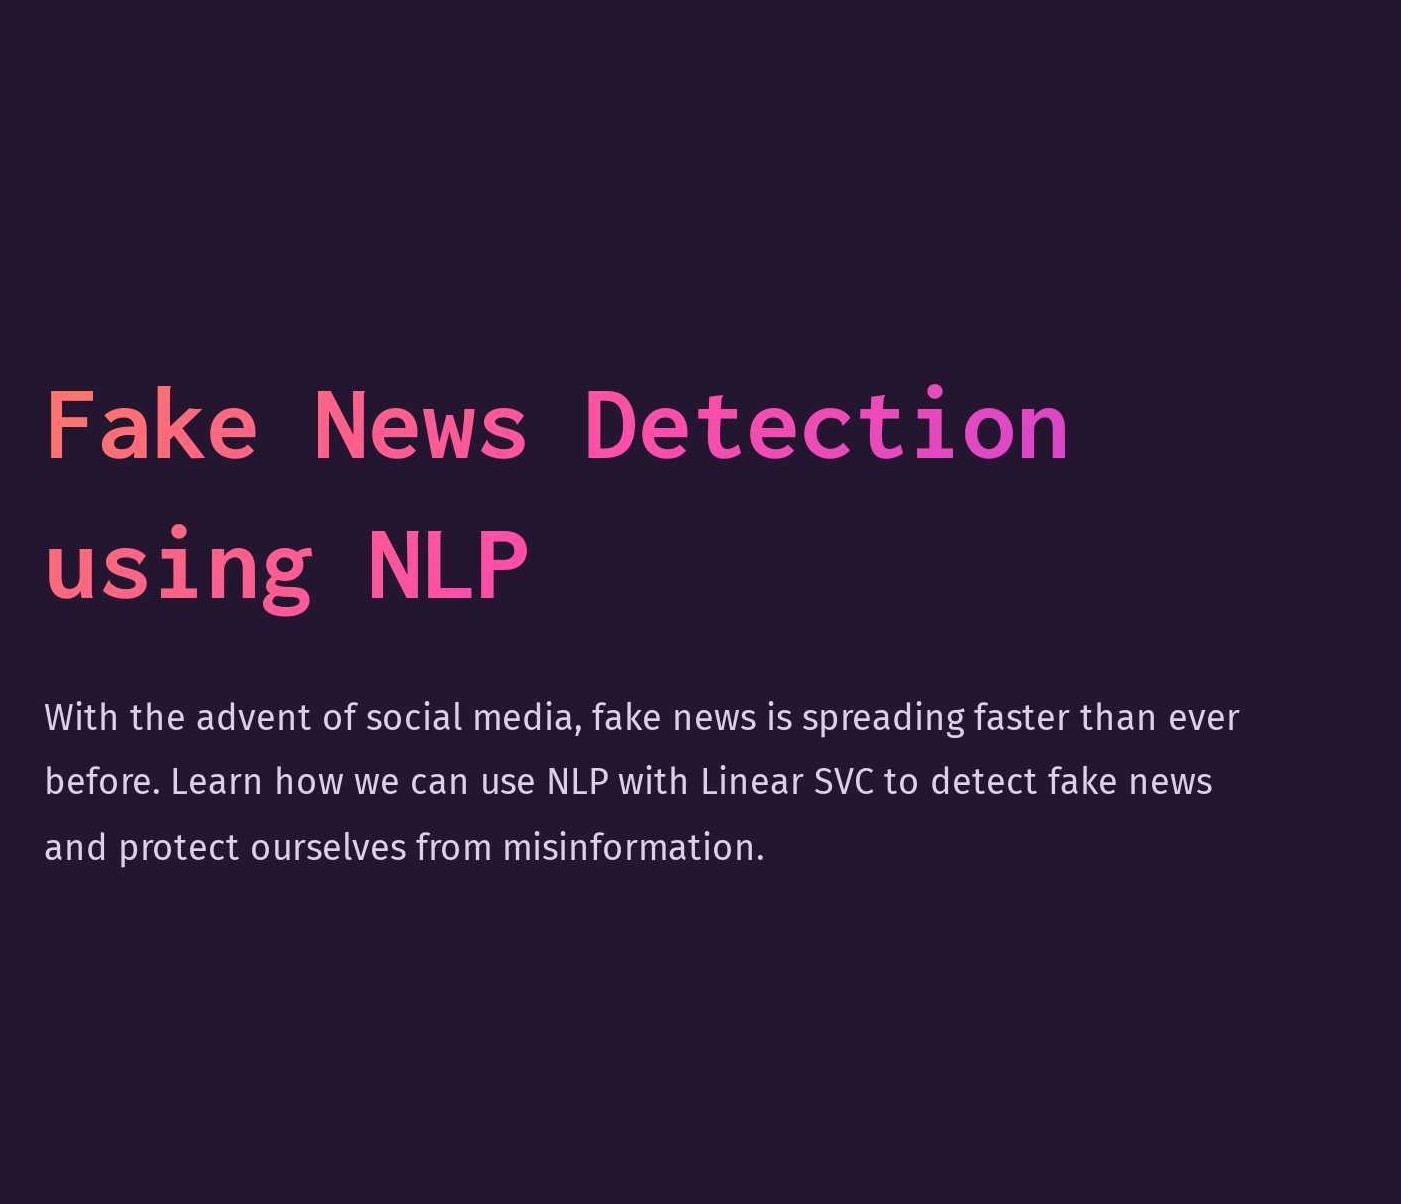 Fake News Detection
using NLP
With the advent of social media, fake news is spreading faster than ever
before. Learn how we can use NLP with Linear SVC to detect fake news
and protect ourselves from misinformation.